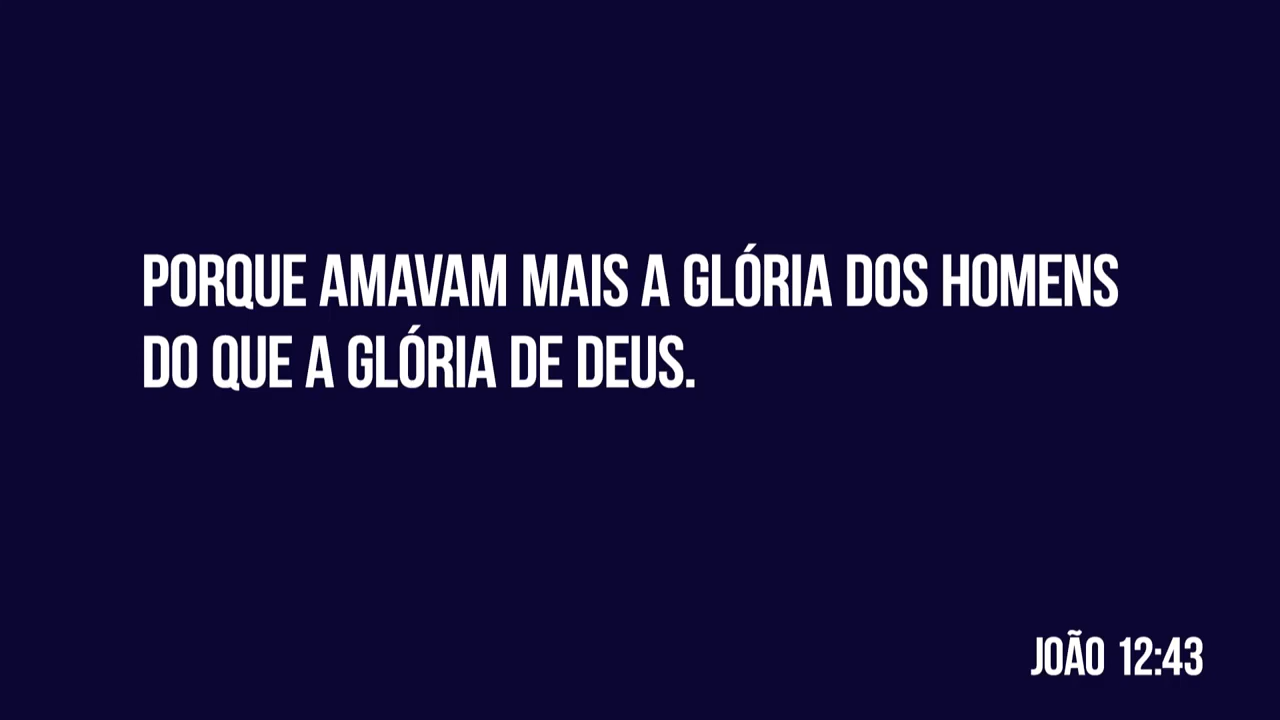 PORQUE AMAVAM MAIS A GLÓRIA DOS HOMENS
DO QUE A GLÓRIA DE DEUS.
JOÃO 12:43